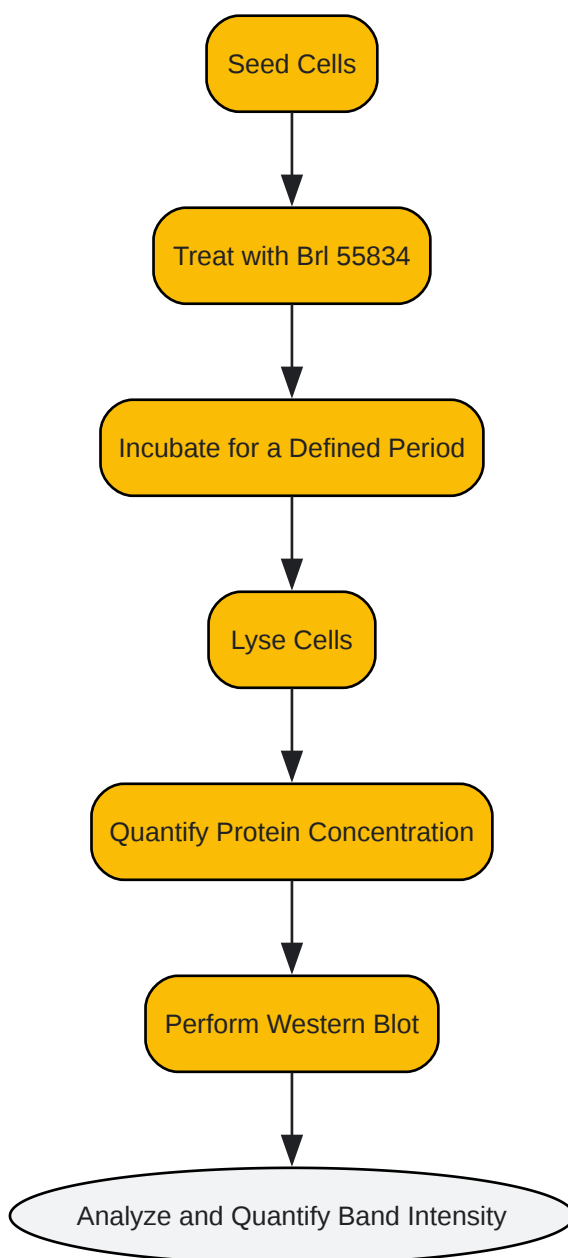 Seed Cells
Treat with Brl 55834
Incubate for a Defined Period
Lyse Cells
Quantify Protein Concentration
Perform Western Blot
Analyze and Quantify Band Intensity